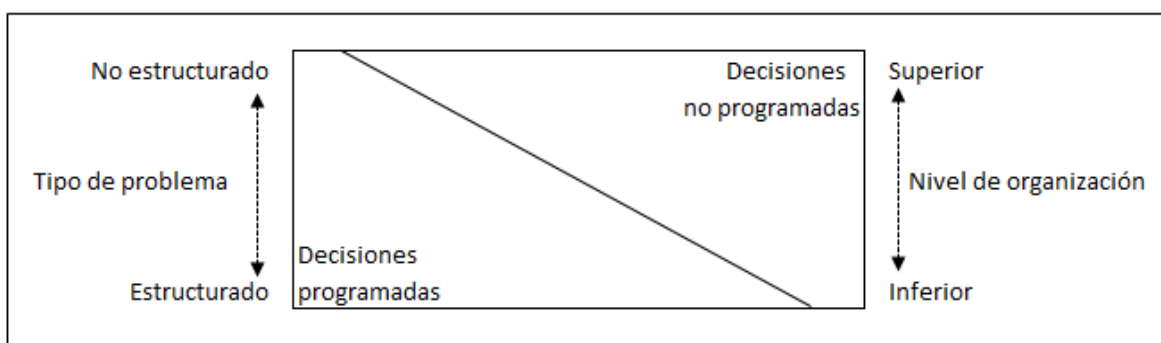 No estructurado
Tipo de problema
Estructurado
Decisiones
no programadas
Decisiones
programadas
Superior
Nivel de organización
Inferior